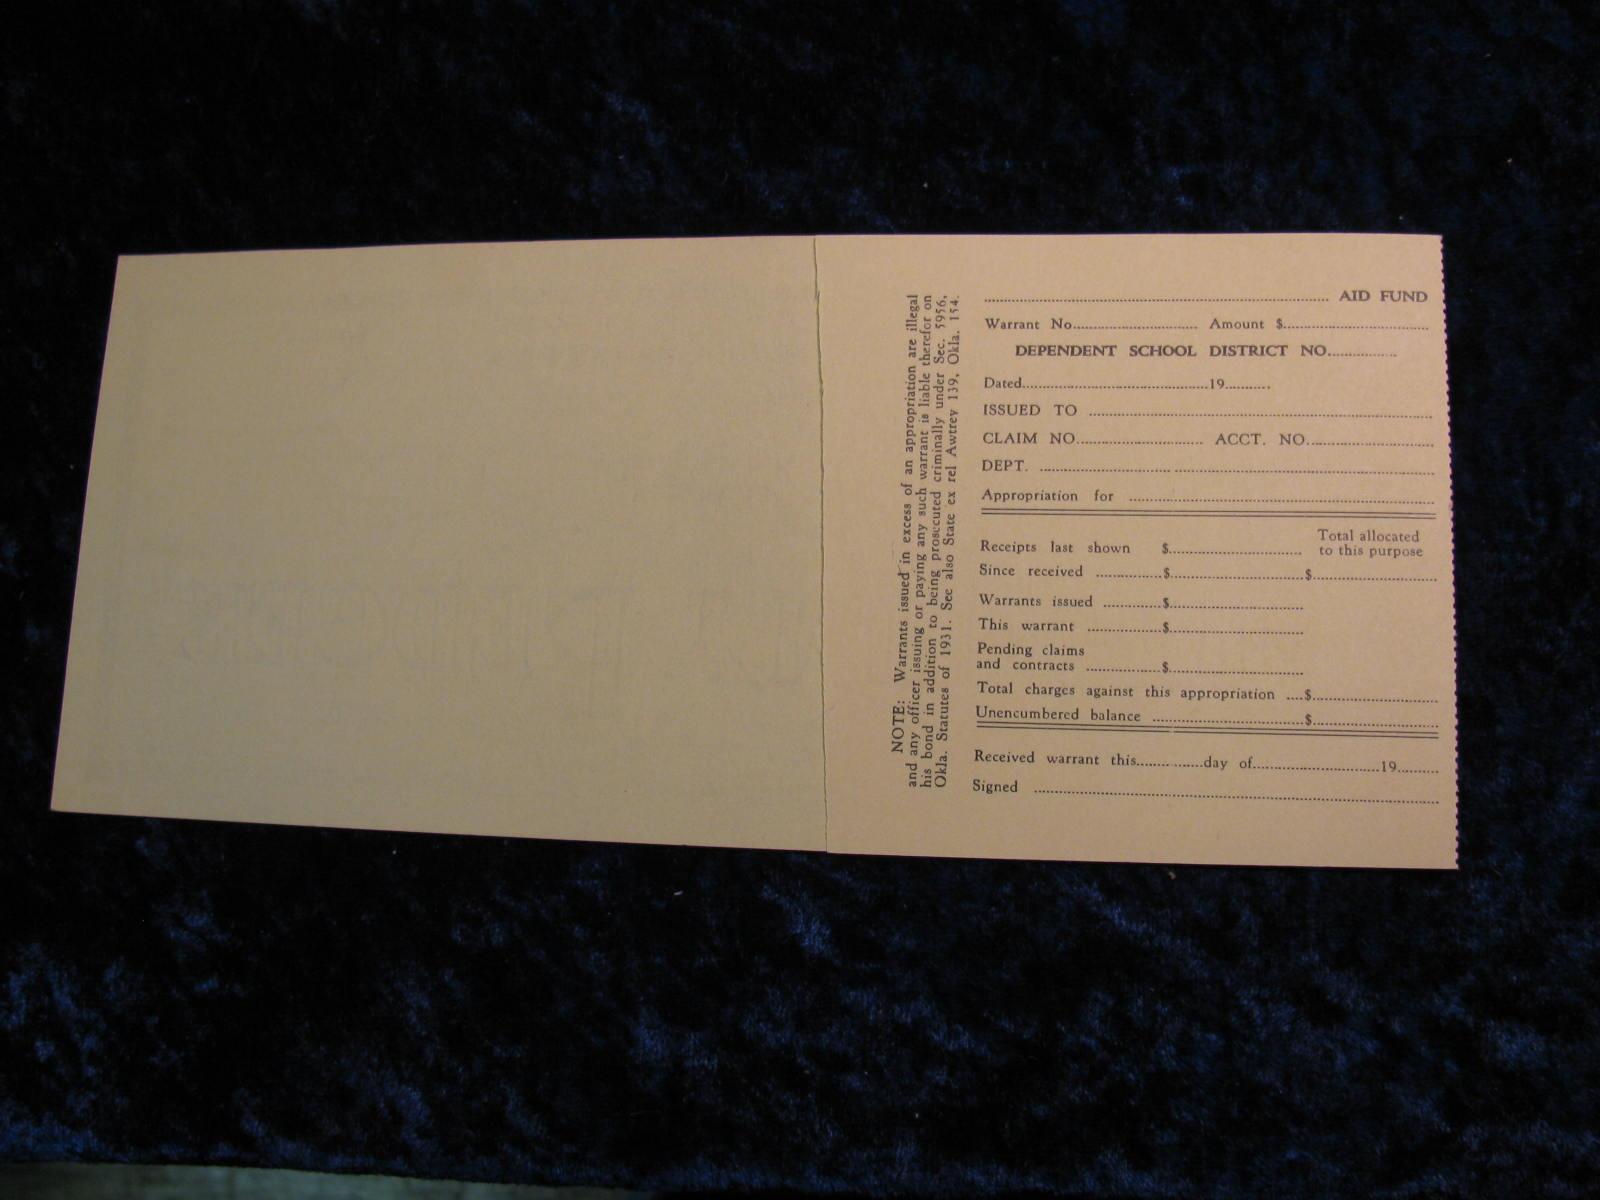 NOTE: Warrants issued in excess of an appropriation are illegal
and any officer issuing or paying any such warrant is liable therefor on
his bond in addition to being prosecuted criminally under Sec. 5956,
Okla. Statutes of 1931. See also State ex rel Awtrey 139, Okla. 154.
AID FUND
Warrant No. Amount $
DEPENDENT SCHOOL DISTRICT NO.
Dated 19
ISSUED TO
CLAIM NO. ACCT. NO.
DEPT.
Appropriation for
Total allocated
Receipts last shown $ to this purpose
Since received $ $
Warrants issued $
This warrant $
Pending claims
and contracts $
Total charges against this appropriation $
Unencumbered balance $
Received warrant this day of 19
Signed